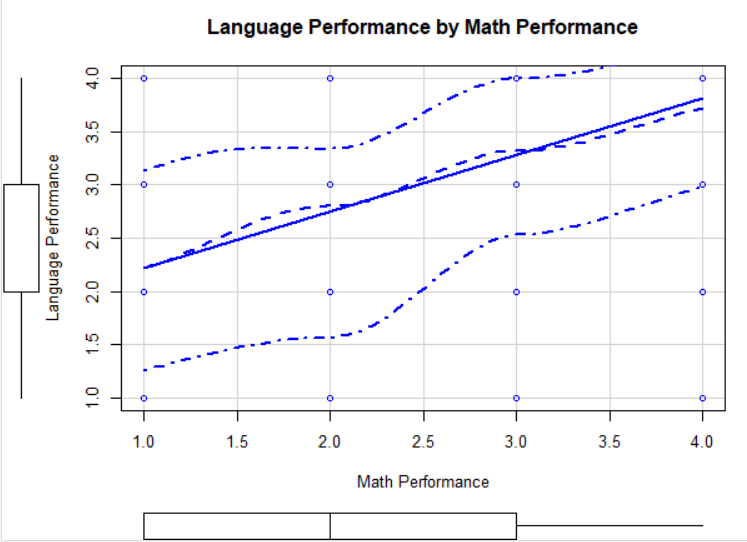 Language Performance by Math Performance
4.0
3.5
3.0
2.5
2.0
1.5
1.0
Language Performance
1.0 1.5 2.0 2.5 3.0 3.5 4.0
Math Performance